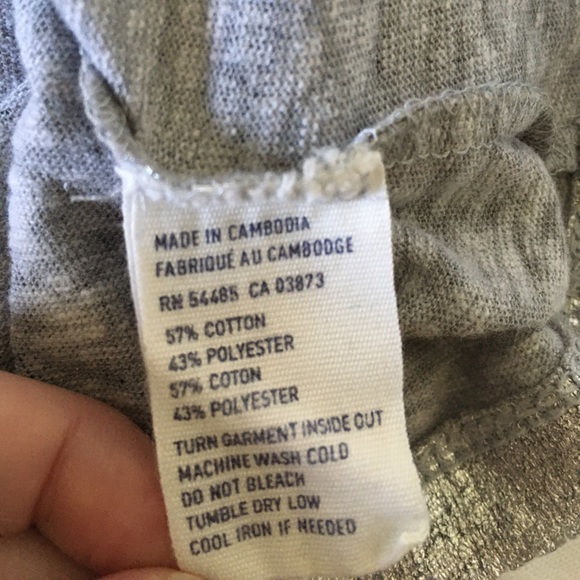 MADE IN CAMBODIA
FABRIQUÉ AU CAMBODGE
RN 54485 CA 03873
57% COTTON
43% POLYESTER
57% COTON
43% POLYESTER
TURN GARMENT INSIDE OUT
MACHINE WASH COLD
DO NOT BLEACH
TUMBLE DRY LOW
COOL IRON IF NEEDED